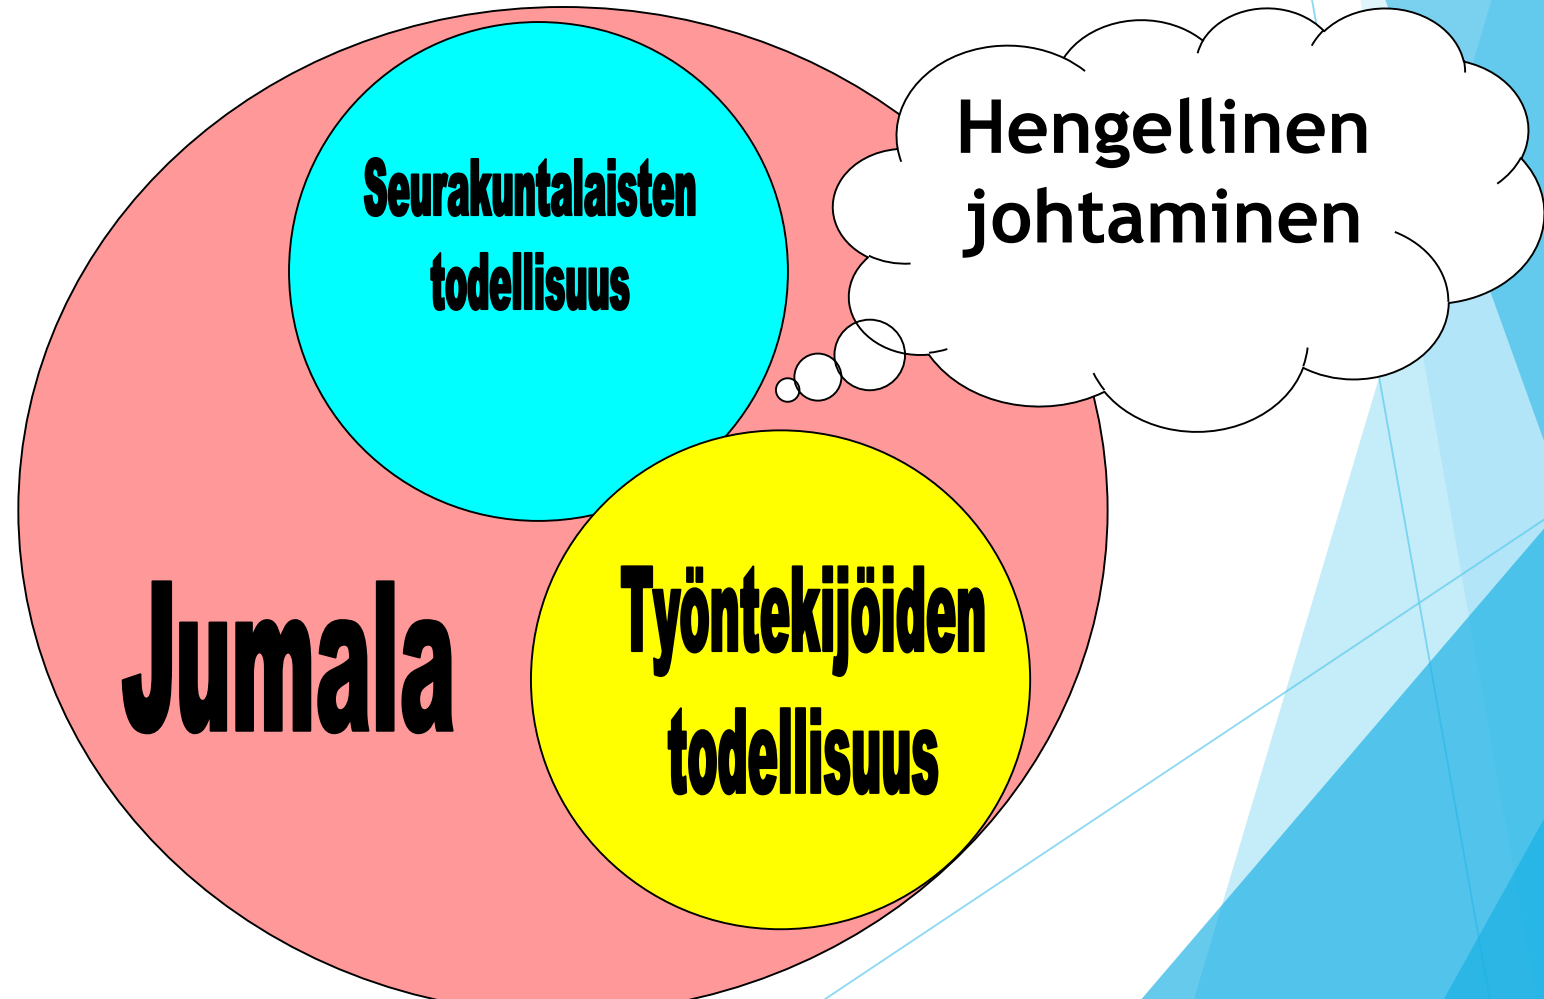 Hengellinen
johtaminen
Seurakuntalaisten
todellisuus
Jumala
Työntekijöiden
todellisuus